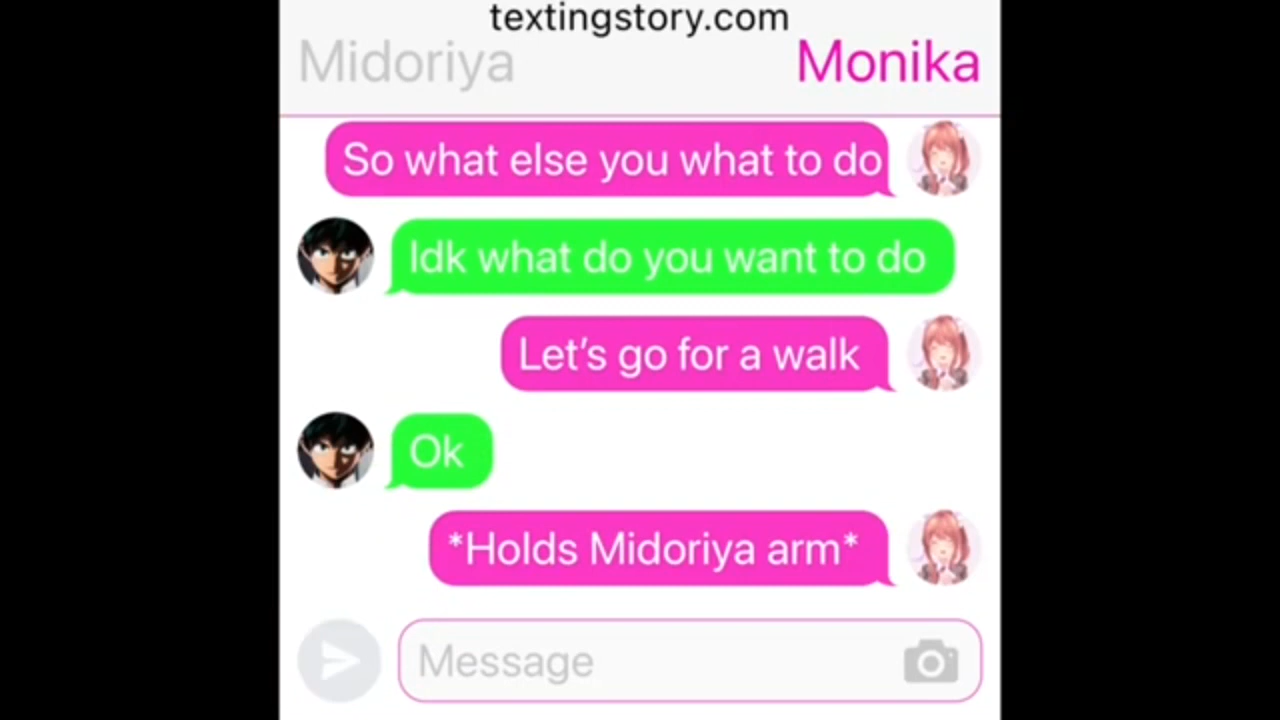 textingstory.com
Midoriya
Monika
So what else you what to do
Idk what do you want to do
Let’s go for a walk
Ok
*Holds Midoriya arm*
Message